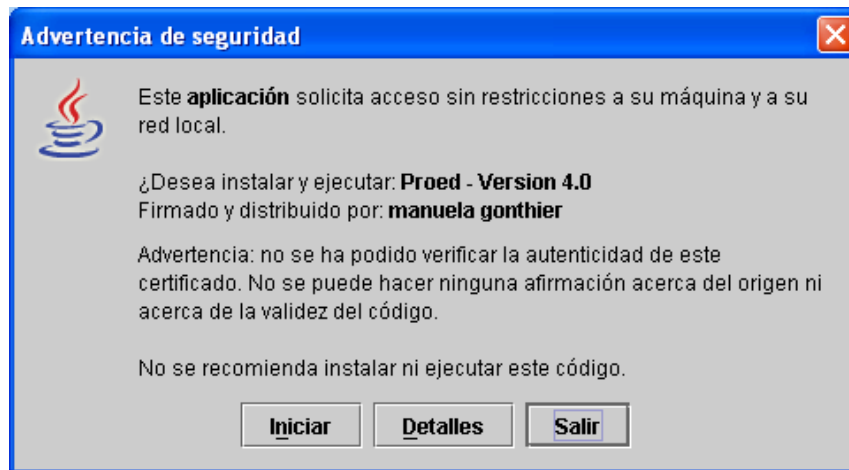 Advertencia de seguridad
Este aplicación solicita acceso sin restricciones a su máquina y a su
red local.
¿Desea instalar y ejecutar: Proed - Version 4.0
Firmado y distribuido por: manuela gonthier
Advertencia: no se ha podido verificar la autenticidad de este
certificado. No se puede hacer ninguna afirmación acerca del origen ni
acerca de la validez del código.
No se recomienda instalar ni ejecutar este código.
Iniciar Detalles Salir